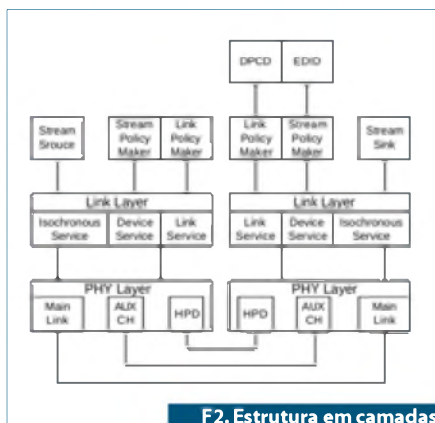 DPCD EDID
Stream Srouce
Stream Policy Maker
Link Policy Maker
Link Policy Maker
Stream Policy Maker
Stream Sink
Link Layer
Isochronous Service
Device Service
Link Service
Link Layer
Link Service
Device Service
Isochronous Service
PHY Layer
Main Link
AUX CH
HPD
PHY Layer
HPD
AUX CH
Main Link
F2. Estrutura em camadas